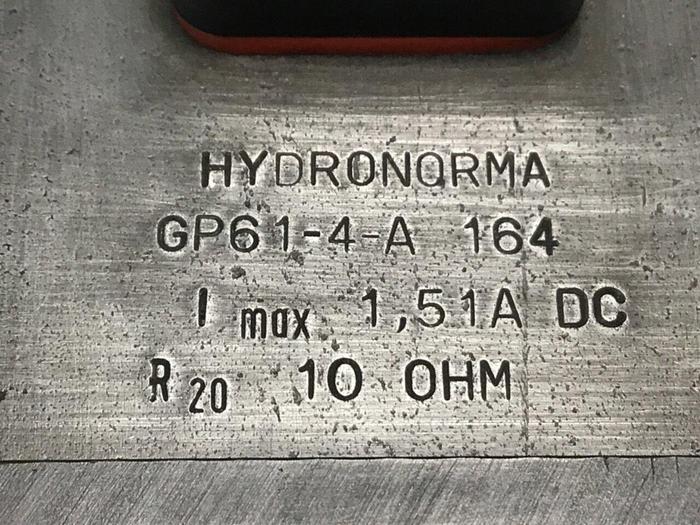 HYDRONORMA
GP61-4-A 164
I max 1,51A DC
R 20 10 OHM